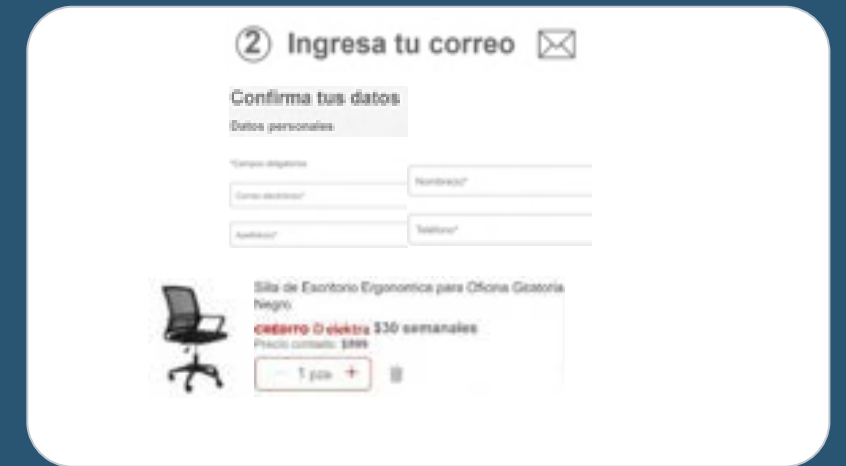 2 Ingresa tu correo
Confirma tus datos
Datos personales
*Campos obligatorios
Correo electrónico*
Nombre(s)*
Apellido(s)*
Teléfono*
Silla de Escritorio Ergonomica para Oficina Giratoria
Negro
CRÉDITO elektra $30 semanales
Precio contado: $999
− 1 pza +